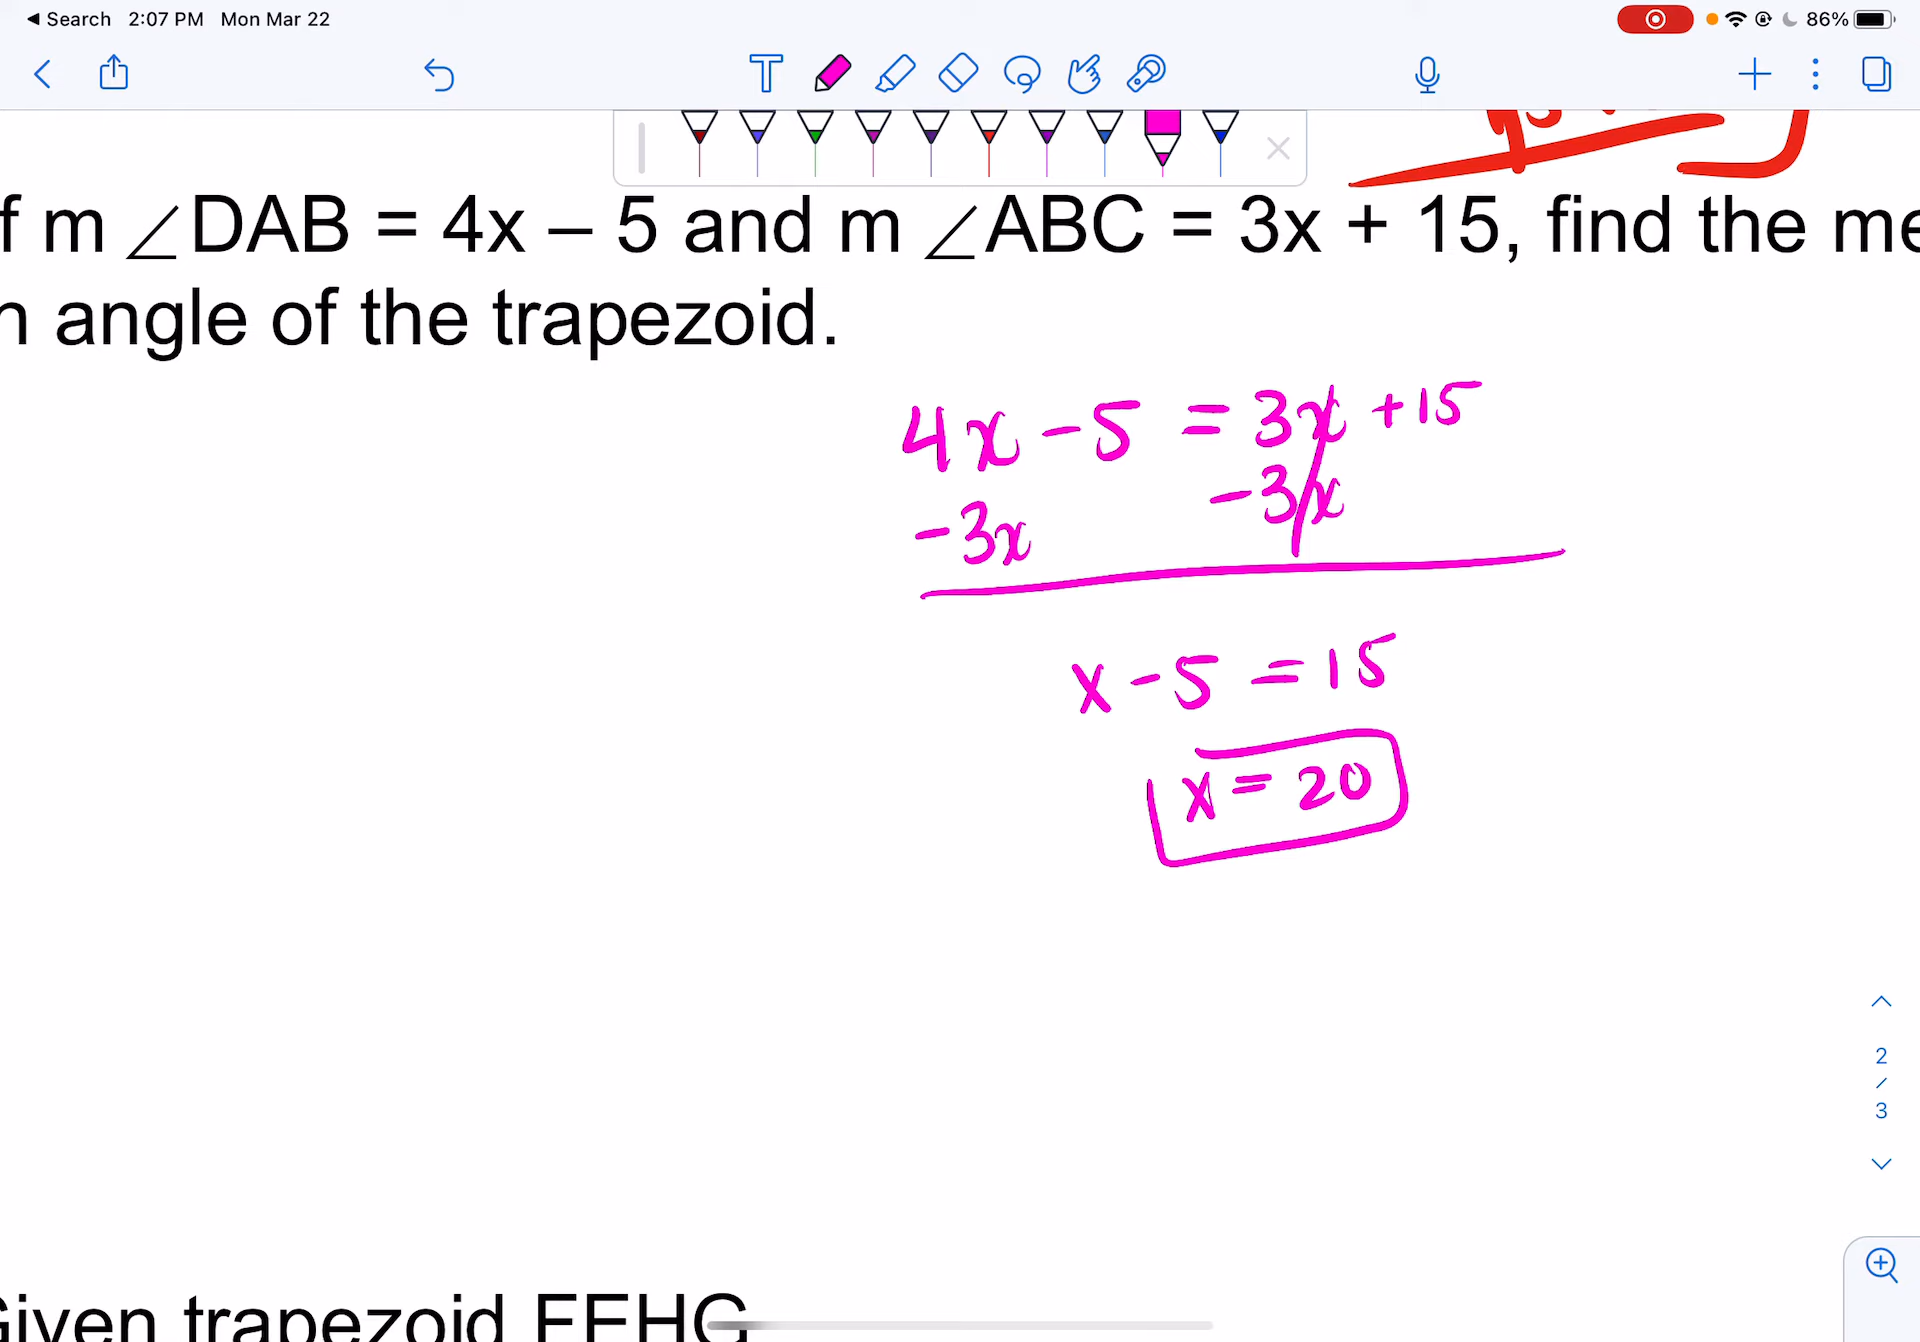 Search 2:07 PM Mon Mar 22
86%
f m ∠DAB = 4x – 5 and m ∠ABC = 3x + 15, find the me
n angle of the trapezoid.
4x - 5 = 3x + 15
-3x -3x
x - 5 = 15
x = 20
2
/
3
Given trapezoid FEHG